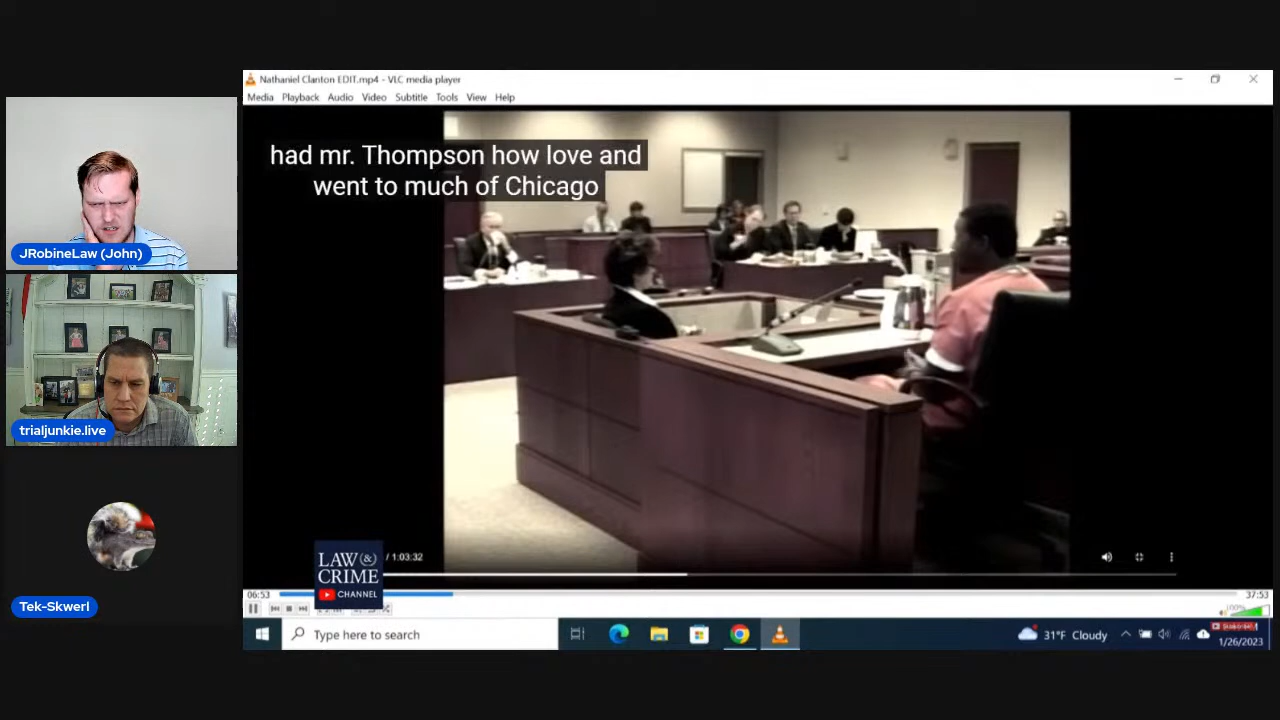 Nathaniel Clanton EDIT.mp4 - VLC media player
Media Playback Audio Video Subtitle Tools View Help
had mr. Thompson how love and
went to much of Chicago
JRobineLaw (John)
trialjunkie.live
Tek-Skwerl
/ 1:03:32
LAW (&)
CRIME
CHANNEL
06:53
37:53
100%
Type here to search
31°F Cloudy
1/26/2023